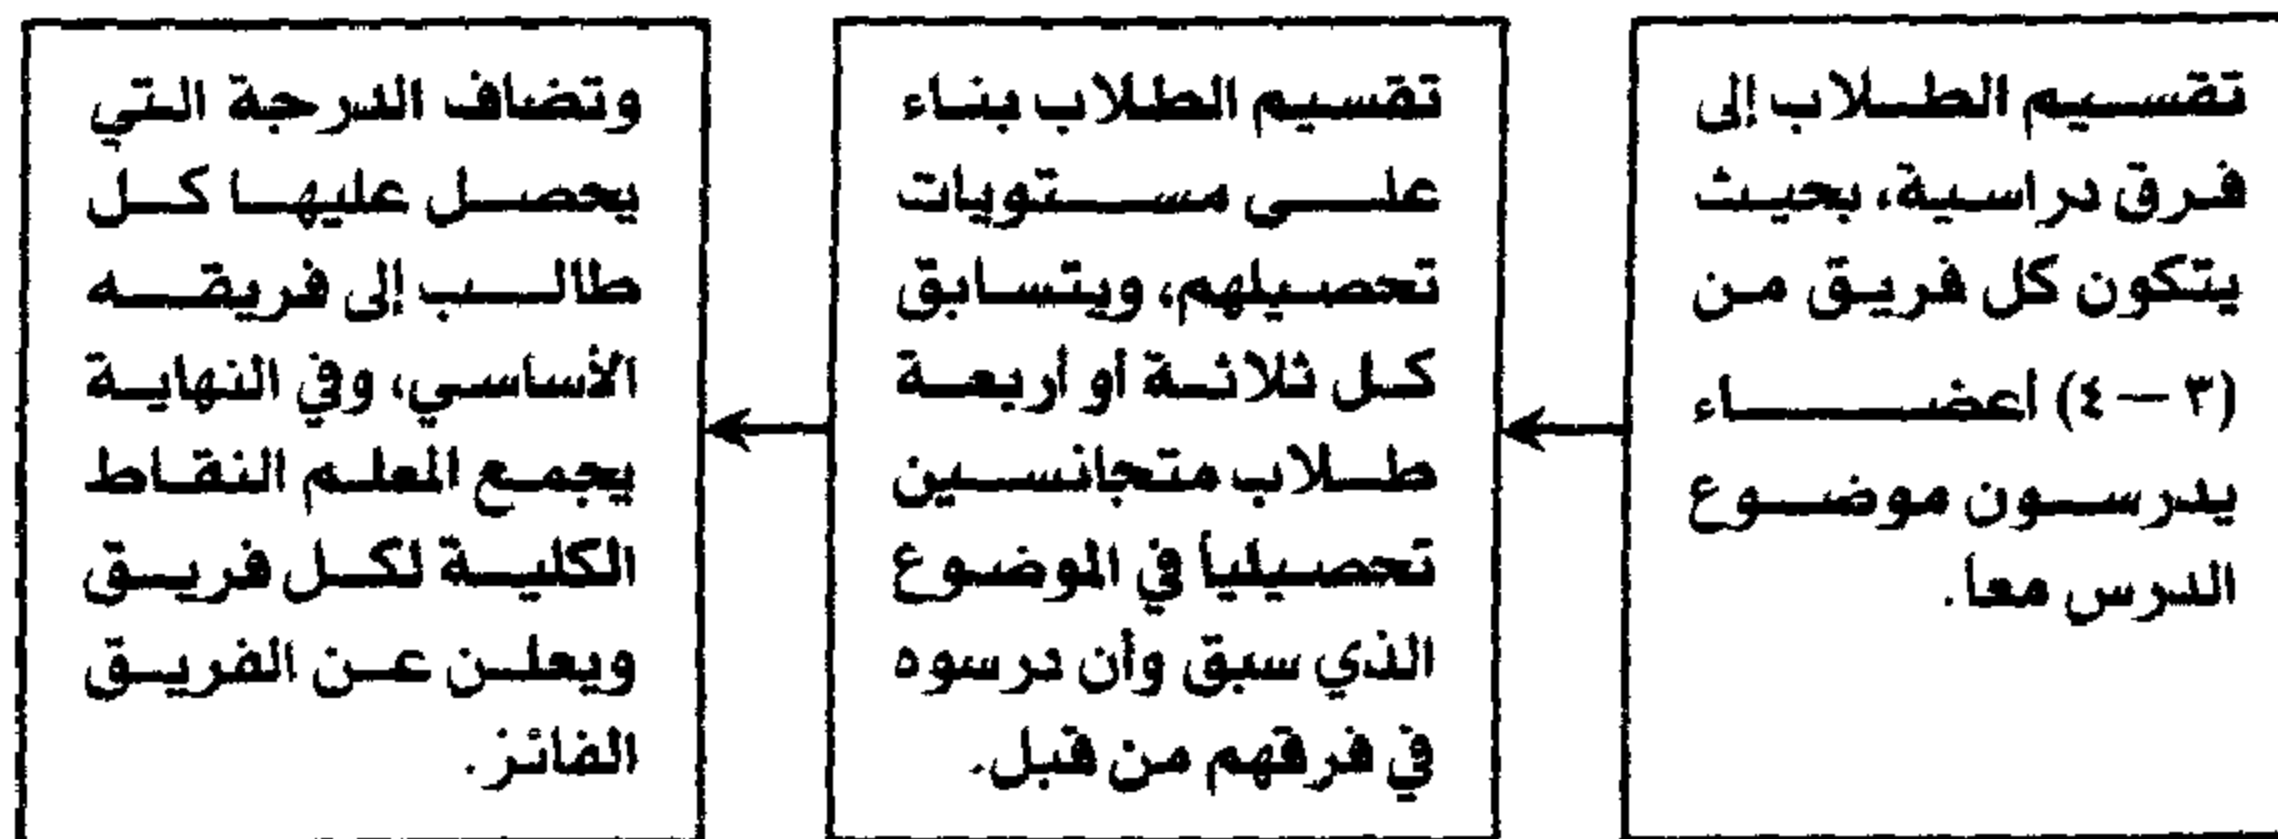 تقسيم الطلاب إلى
فرق دراسية، بحيث
يتكون كل فريق من
(٣ – ٤) أعضاء
يدرسون موضوع
الدرس معاً.
تقسيم الطلاب بناء
على مستويات
تحصيلهم، ويتسابق
كل ثلاثة أو أربعة
طلاب متجانسين
تحصيلياً في الموضوع
الذي سبق وأن درسوه
في فرقهم من قبل.
وتضاف الدرجة التي
يحصل عليها كل
طالب إلى فريقه
الأساسي، وفي النهاية
يجمع المعلم النقاط
الكلية لكل فريق
ويعلن عن الفريق
الفائز.